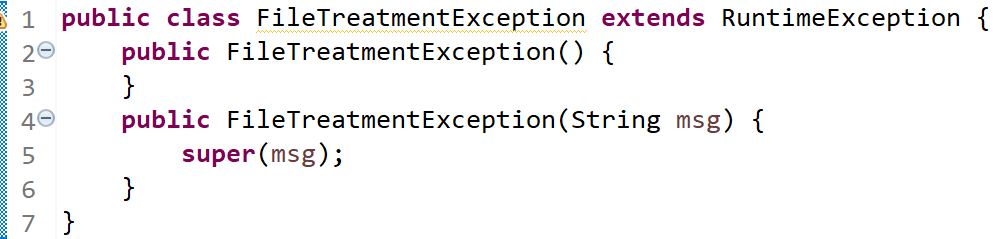 1 public class FileTreatmentException extends RuntimeException {
2 public FileTreatmentException() {
3 }
4 public FileTreatmentException(String msg) {
5 super(msg);
6 }
7 }